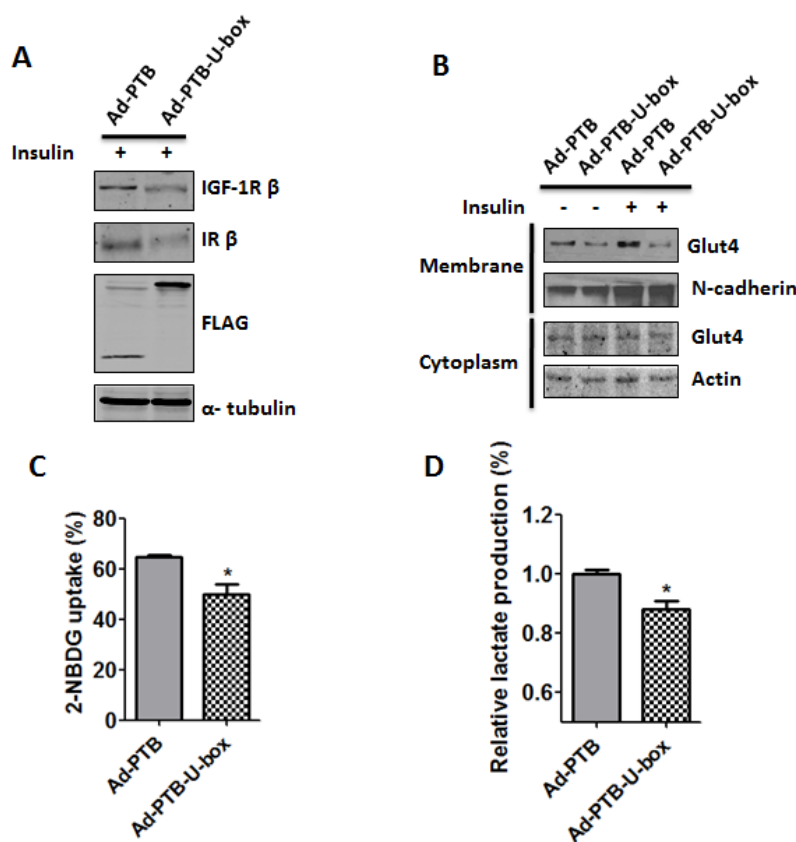 A
Ad-PTB
Ad-PTB-U-box
Insulin + +
IGF-1R β
IR β
FLAG
α- tubulin
B
Ad-PTB
Ad-PTB-U-box
Ad-PTB
Ad-PTB-U-box
Insulin - - + +
Membrane
Glut4
N-cadherin
Cytoplasm
Glut4
Actin
C
2-NBDG uptake (%)
80
60
40
20
0
*
Ad-PTB
Ad-PTB-U-box
D
Relative lactate production (%)
1.2
1.0
0.8
0.6
*
Ad-PTB
Ad-PTB-U-box